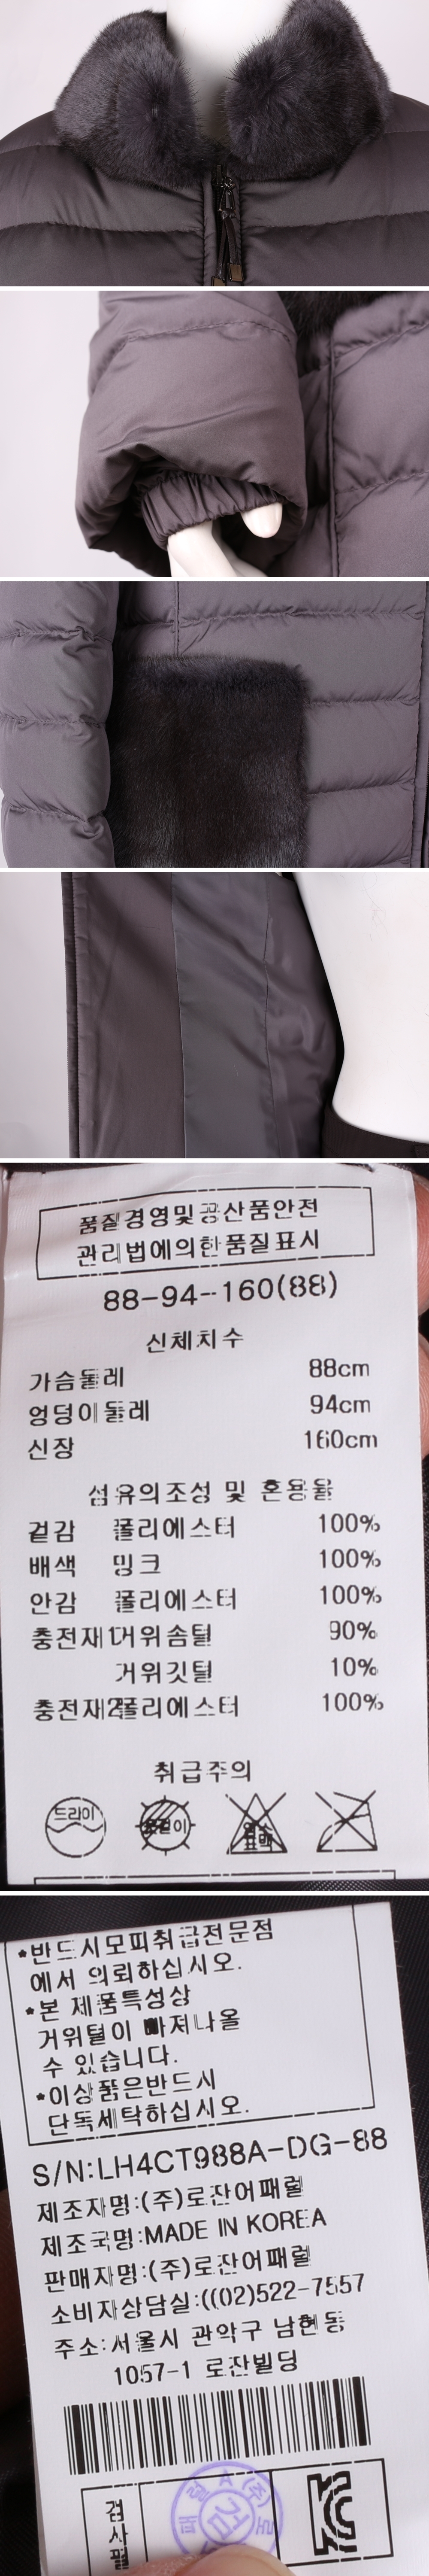 품질경영및공산품안전
관리법에의한품질표시
88-94--160(88)
신체치수
가슴둘레 88cm
엉덩이둘레 94cm
신장 160cm
섬유의조성 및 혼용율
겉감 폴리에스터 100%
배색 밍크 100%
안감 폴리에스터 100%
충전재1거위솜털 90%
거위깃털 10%
충전재2폴리에스터 100%
취급주의
드라이
염소
표백
*반드시모피취급전문점
에서 의뢰하십시오.
*본 제품특성상
거위털이 빠져나올
수 있습니다.
*이상품은반드시
단독세탁하십시오.
S/N:LH4CT988A-DG-88
제조자명:(주)로잔어패럴
제조국명:MADE IN KOREA
판매자명:(주)로잔어패럴
소비자상담실:((02)522-7557
주소:서울시 관악구 남현동
1057-1 로잔빌딩
검사필